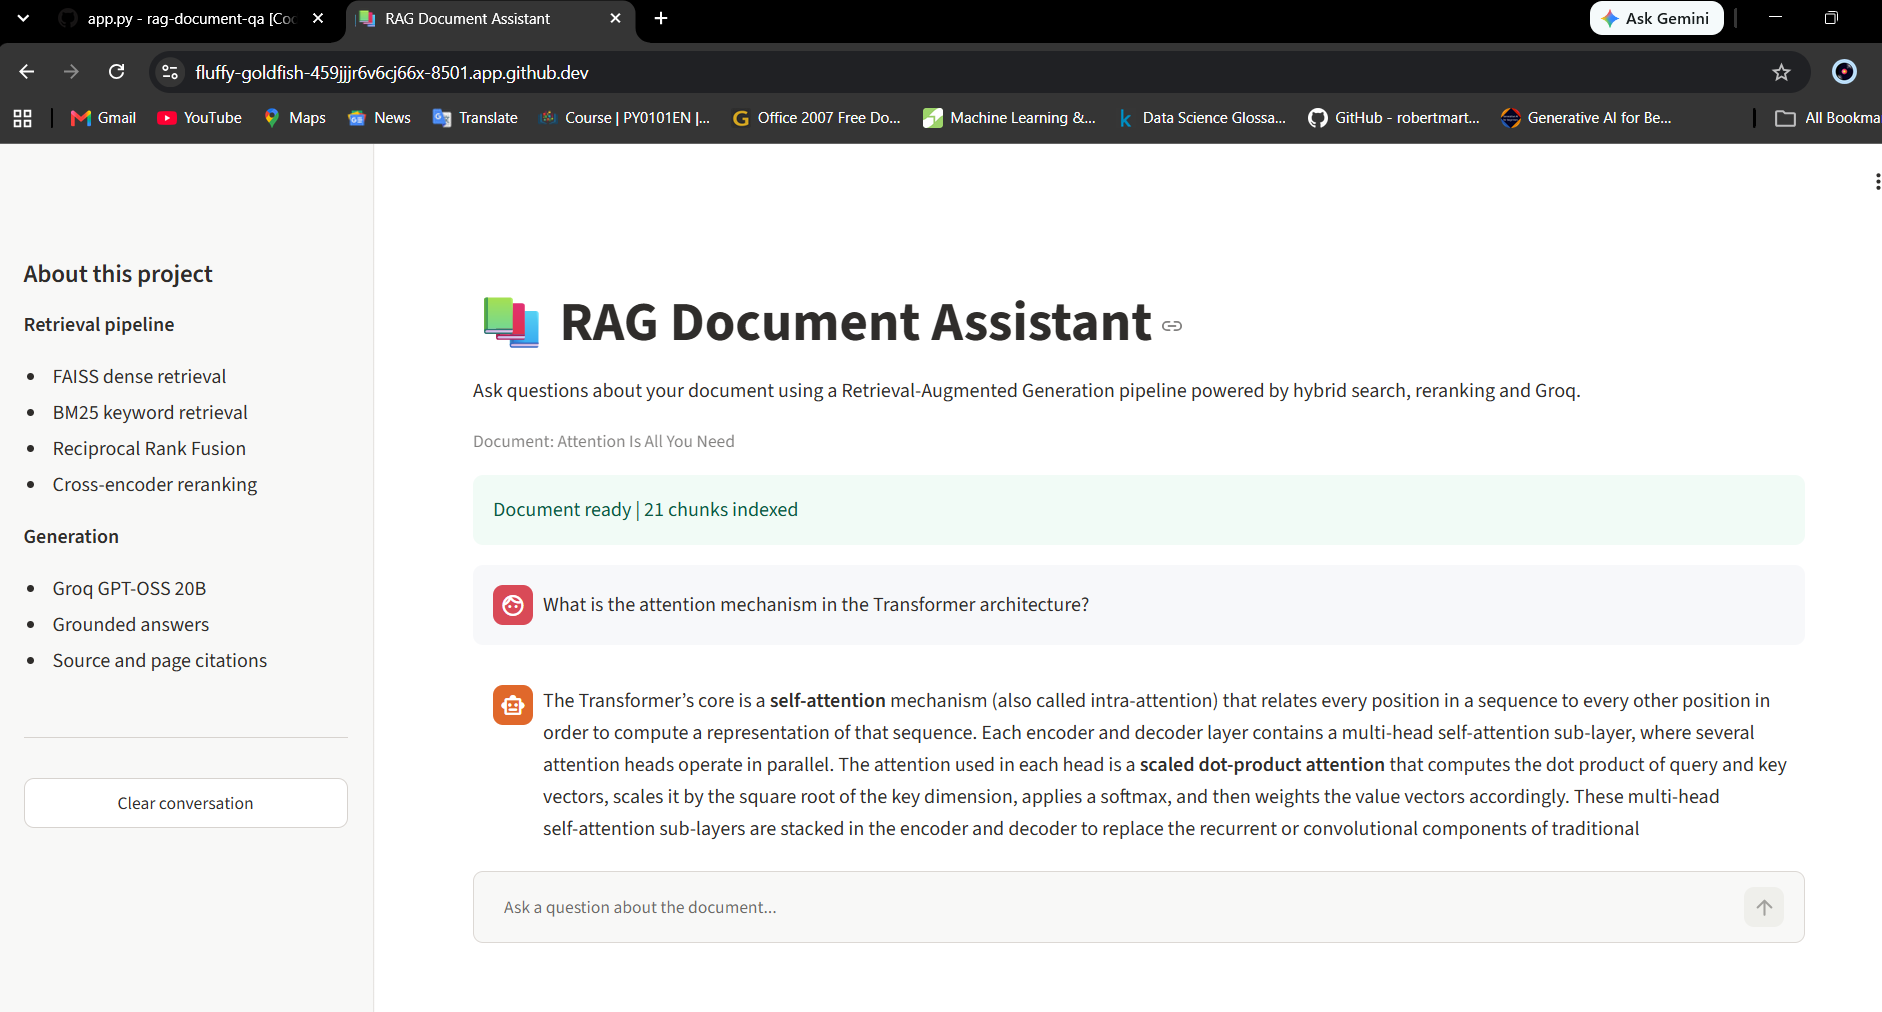 app.py - rag-document-qa [Coc
RAG Document Assistant
Ask Gemini
fluffy-goldfish-459jjjr6v6cj66x-8501.app.github.dev
Gmail
YouTube
Maps
News
Translate
Course | PY0101EN |...
Office 2007 Free Do...
Machine Learning &...
Data Science Glossa...
GitHub - robertmart...
Generative AI for Be...
All Bookma
About this project
Retrieval pipeline
FAISS dense retrieval
BM25 keyword retrieval
Reciprocal Rank Fusion
Cross-encoder reranking
Generation
Groq GPT-OSS 20B
Grounded answers
Source and page citations
Clear conversation
RAG Document Assistant
Ask questions about your document using a Retrieval-Augmented Generation pipeline powered by hybrid search, reranking and Groq.
Document: Attention Is All You Need
Document ready | 21 chunks indexed
What is the attention mechanism in the Transformer architecture?
The Transformer’s core is a self-attention mechanism (also called intra-attention) that relates every position in a sequence to every other position in
order to compute a representation of that sequence. Each encoder and decoder layer contains a multi-head self-attention sub-layer, where several
attention heads operate in parallel. The attention used in each head is a scaled dot-product attention that computes the dot product of query and key
vectors, scales it by the square root of the key dimension, applies a softmax, and then weights the value vectors accordingly. These multi-head
self-attention sub-layers are stacked in the encoder and decoder to replace the recurrent or convolutional components of traditional
Ask a question about the document...